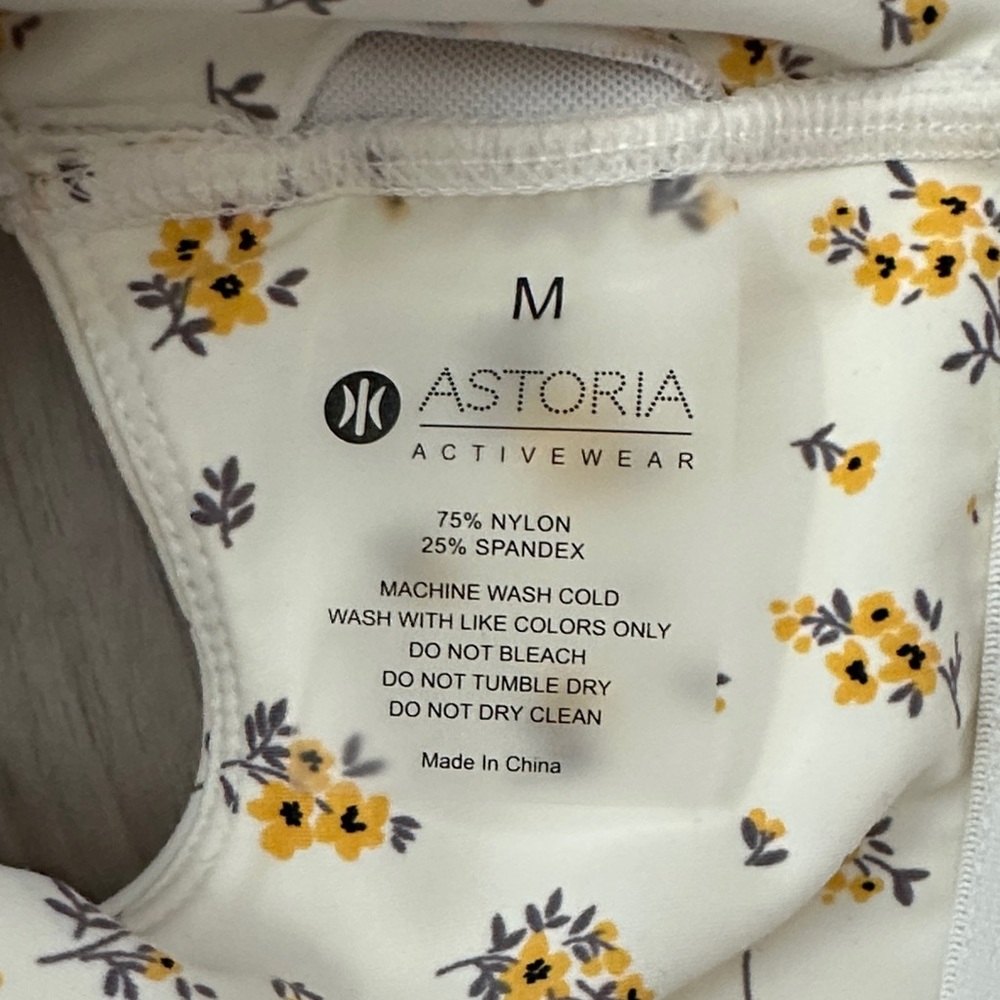 M
ASTORIA
ACTIVEWEAR
75% NYLON
25% SPANDEX
MACHINE WASH COLD
WASH WITH LIKE COLORS ONLY
DO NOT BLEACH
DO NOT TUMBLE DRY
DO NOT DRY CLEAN
Made In China